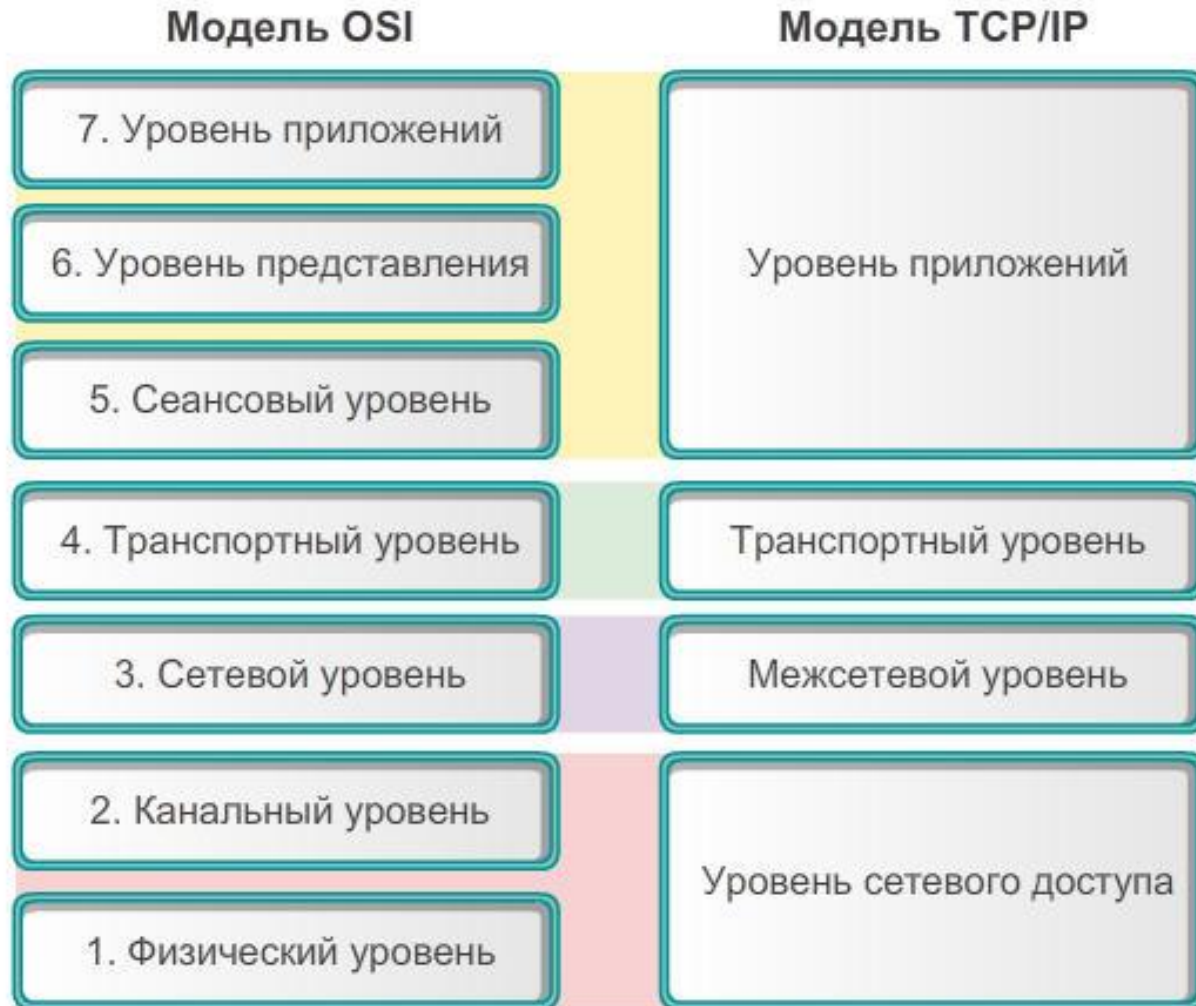 Модель OSI
Модель TCP/IP
7. Уровень приложений
6. Уровень представления
5. Сеансовый уровень
4. Транспортный уровень
3. Сетевой уровень
2. Канальный уровень
1. Физический уровень
Уровень приложений
Транспортный уровень
Межсетевой уровень
Уровень сетевого доступа